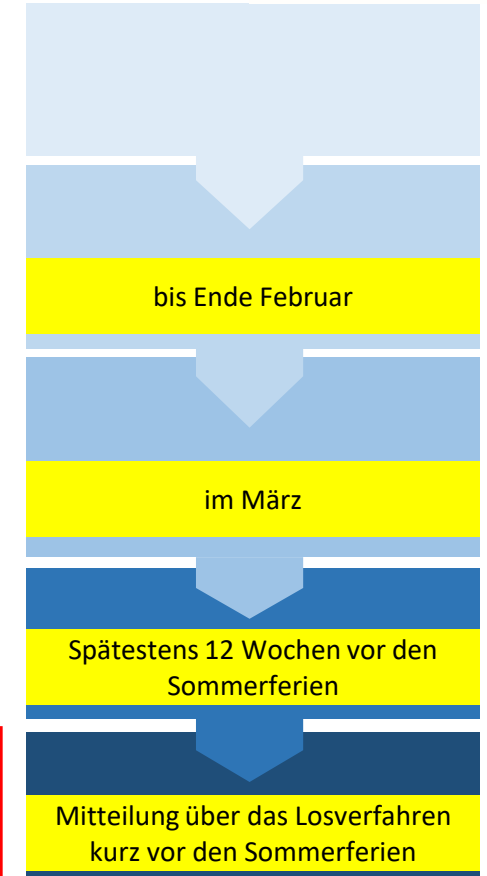 bis Ende Februar
im März
Spätestens 12 Wochen vor den
Sommerferien
Mitteilung über das Losverfahren
kurz vor den Sommerferien